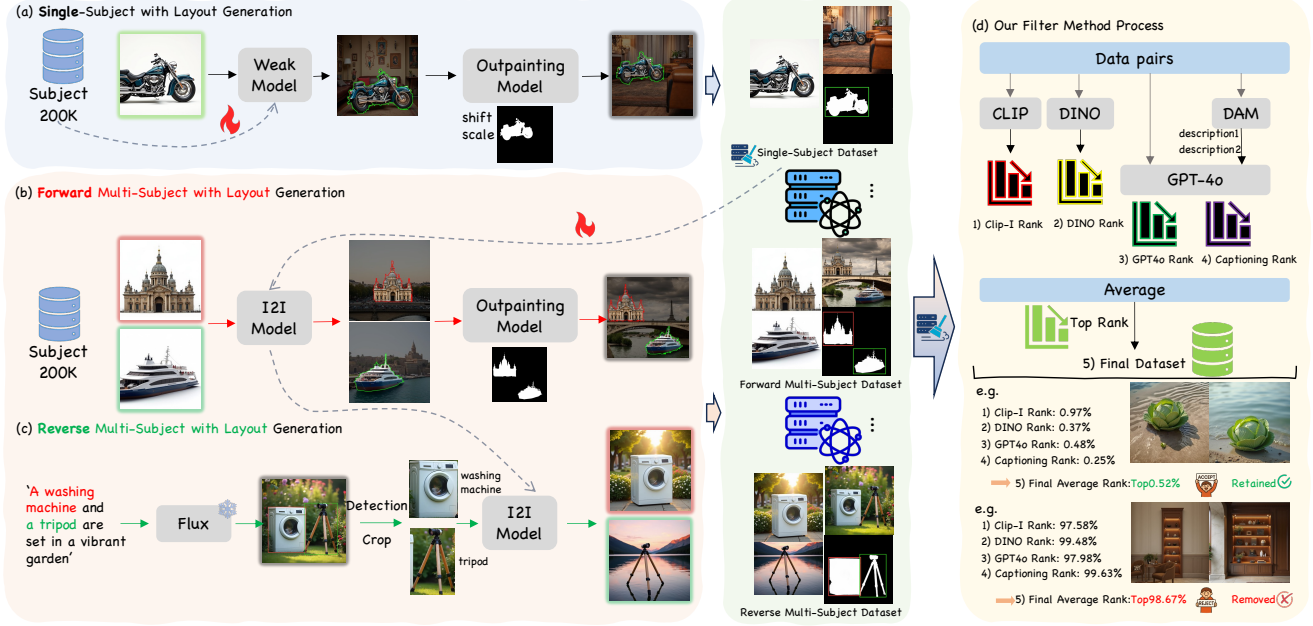 (a) Single-Subject with Layout Generation
Subject
200K
Weak
Model
Outpainting
Model
shift
scale
(b) Forward Multi-Subject with Layout Generation
Subject
200K
I2I
Model
Outpainting
Model
(c) Reverse Multi-Subject with Layout Generation
‘A washing
machine and
a tripod are
set in a vibrant
garden’
Flux
Detection
Crop
washing
machine
tripod
I2I
Model
Single-Subject Dataset
Forward Multi-Subject Dataset
Reverse Multi-Subject Dataset
(d) Our Filter Method Process
Data pairs
CLIP
DINO
DAM
description1
description2
GPT-4o
1) Clip-I Rank
2) DINO Rank
3) GPT4o Rank
4) Captioning Rank
Average
Top Rank
5) Final Dataset
e.g.
1) Clip-I Rank: 0.97%
2) DINO Rank: 0.37%
3) GPT4o Rank: 0.48%
4) Captioning Rank: 0.25%
5) Final Average Rank:Top0.52%
ACCEPT
Retained
e.g.
1) Clip-I Rank: 97.58%
2) DINO Rank: 99.48%
3) GPT4o Rank: 97.98%
4) Captioning Rank: 99.63%
5) Final Average Rank:Top98.67%
REJECT
Removed